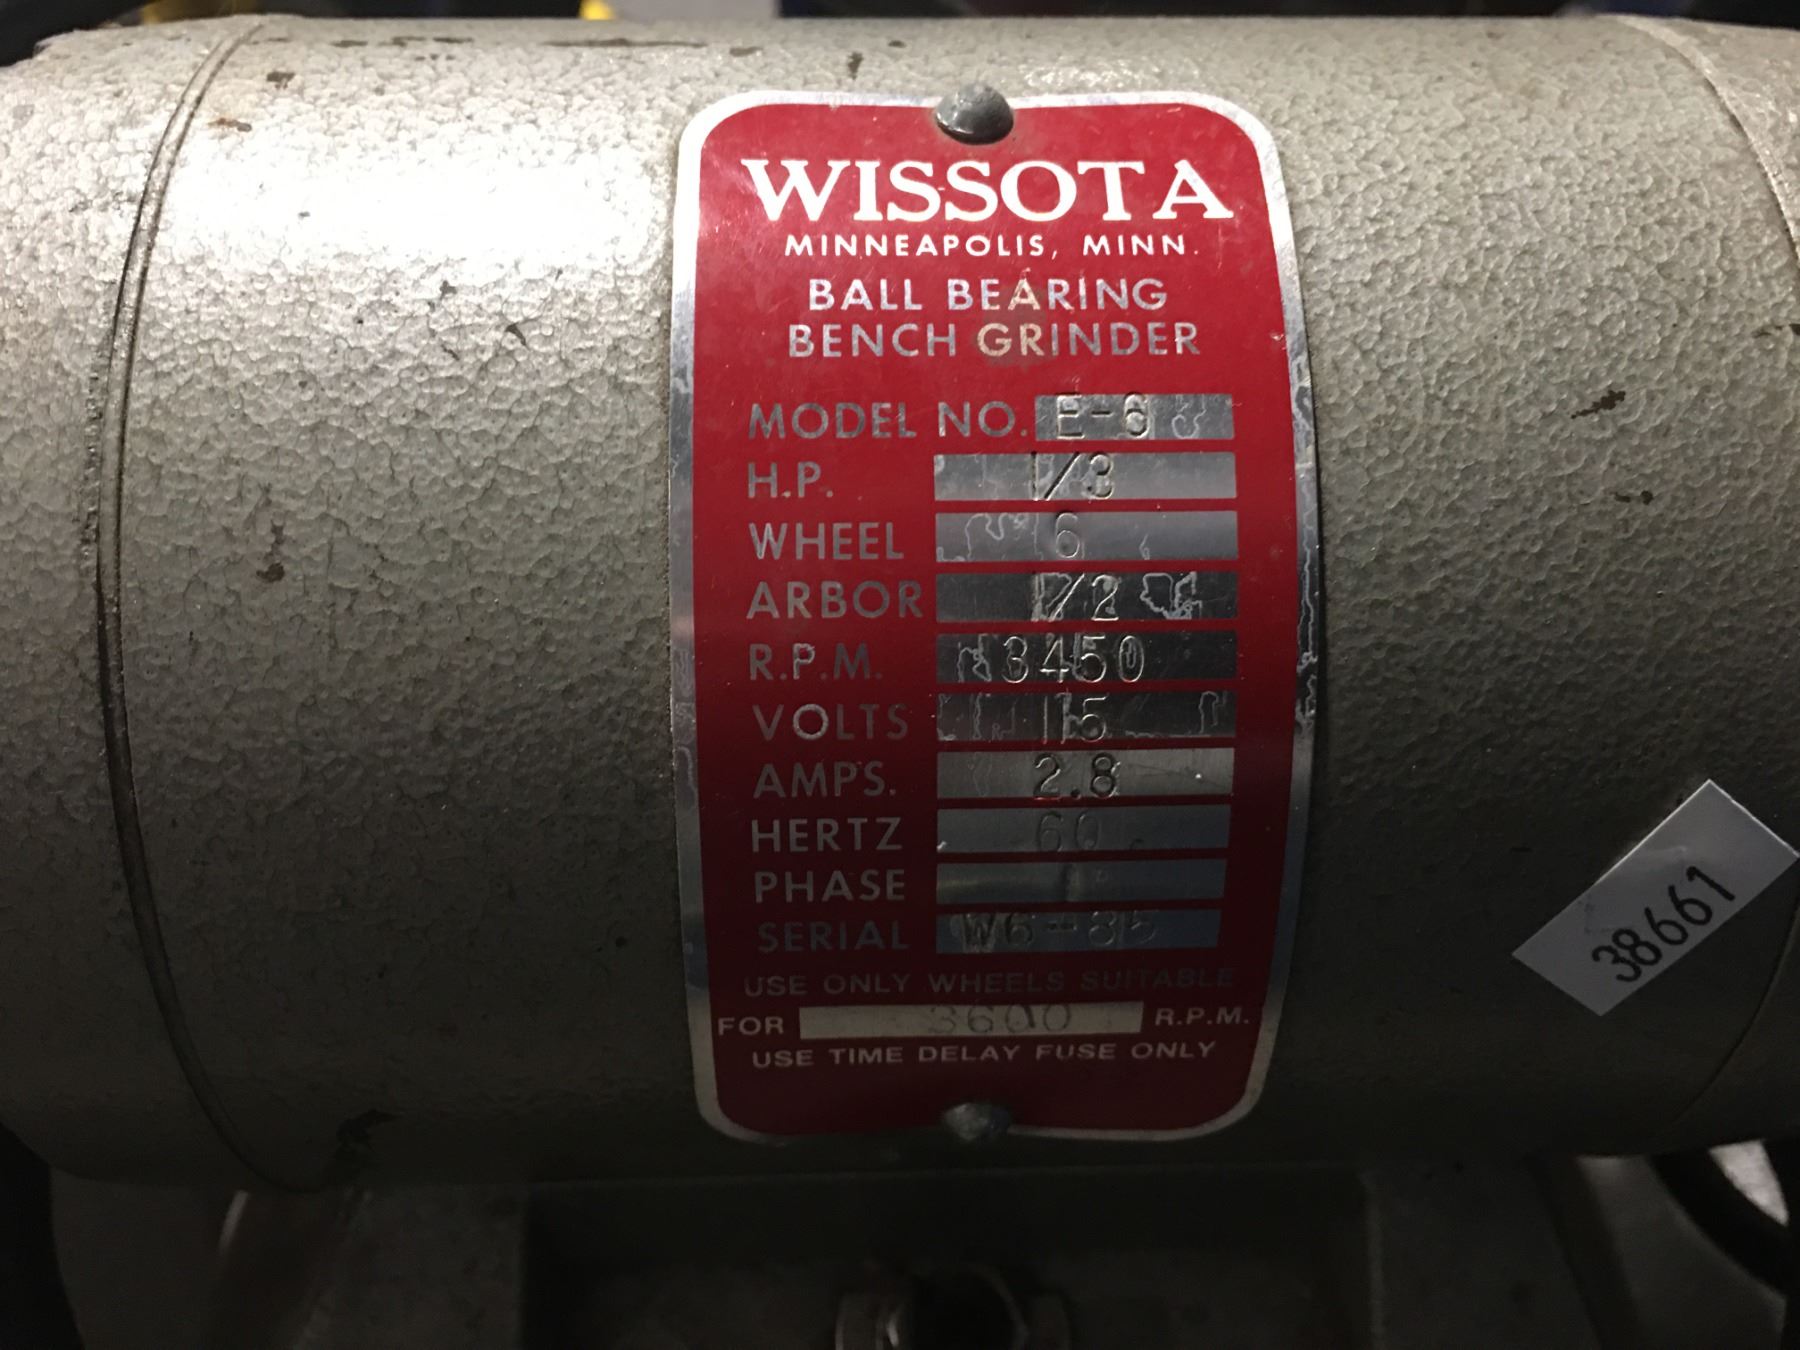 WISSOTA
MINNEAPOLIS, MINN.
BALL BEARING
BENCH GRINDER
MODEL NO. E-6
H.P. 1/3
WHEEL 6
ARBOR 1/2
R.P.M. 3450
VOLTS 115
AMPS. 2.8
HERTZ 60
PHASE 1
SERIAL W6-85
USE ONLY WHEELS SUITABLE
FOR 3600 R.P.M.
USE TIME DELAY FUSE ONLY
38661